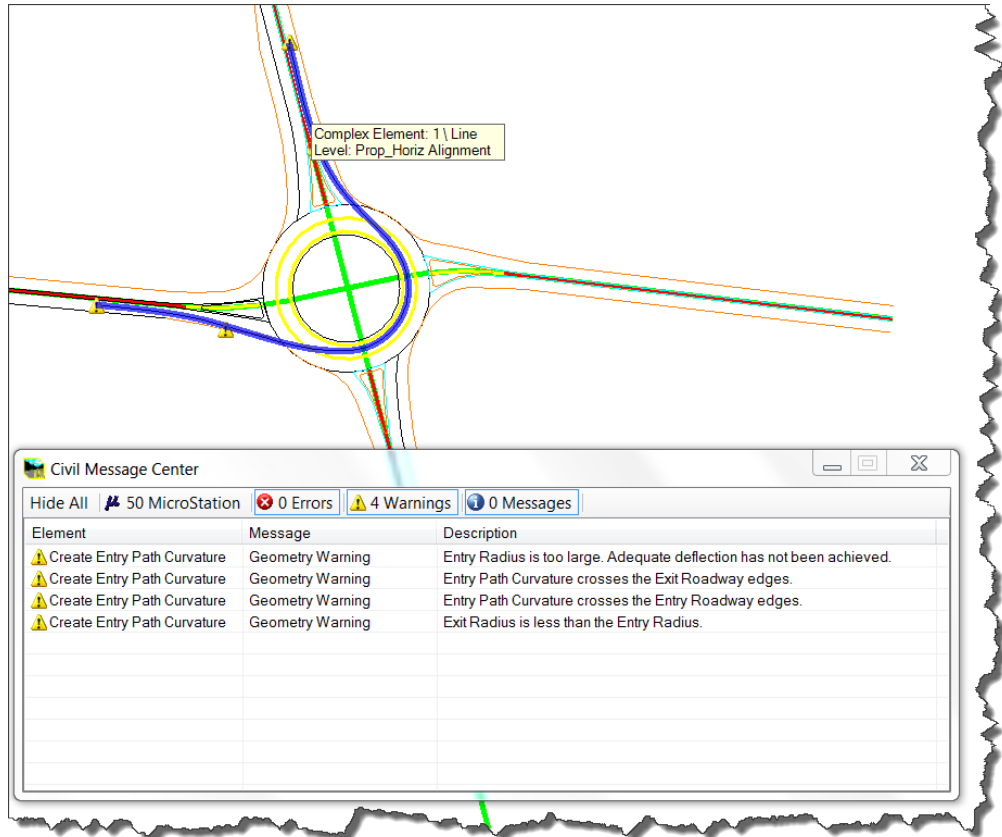 Complex Element: 1 \ Line
Level: Prop_Horiz Alignment
Civil Message Center
Hide All 50 MicroStation 0 Errors 4 Warnings 0 Messages
Element Message Description
Create Entry Path Curvature Geometry Warning Entry Radius is too large. Adequate deflection has not been achieved.
Create Entry Path Curvature Geometry Warning Entry Path Curvature crosses the Exit Roadway edges.
Create Entry Path Curvature Geometry Warning Entry Path Curvature crosses the Entry Roadway edges.
Create Entry Path Curvature Geometry Warning Exit Radius is less than the Entry Radius.